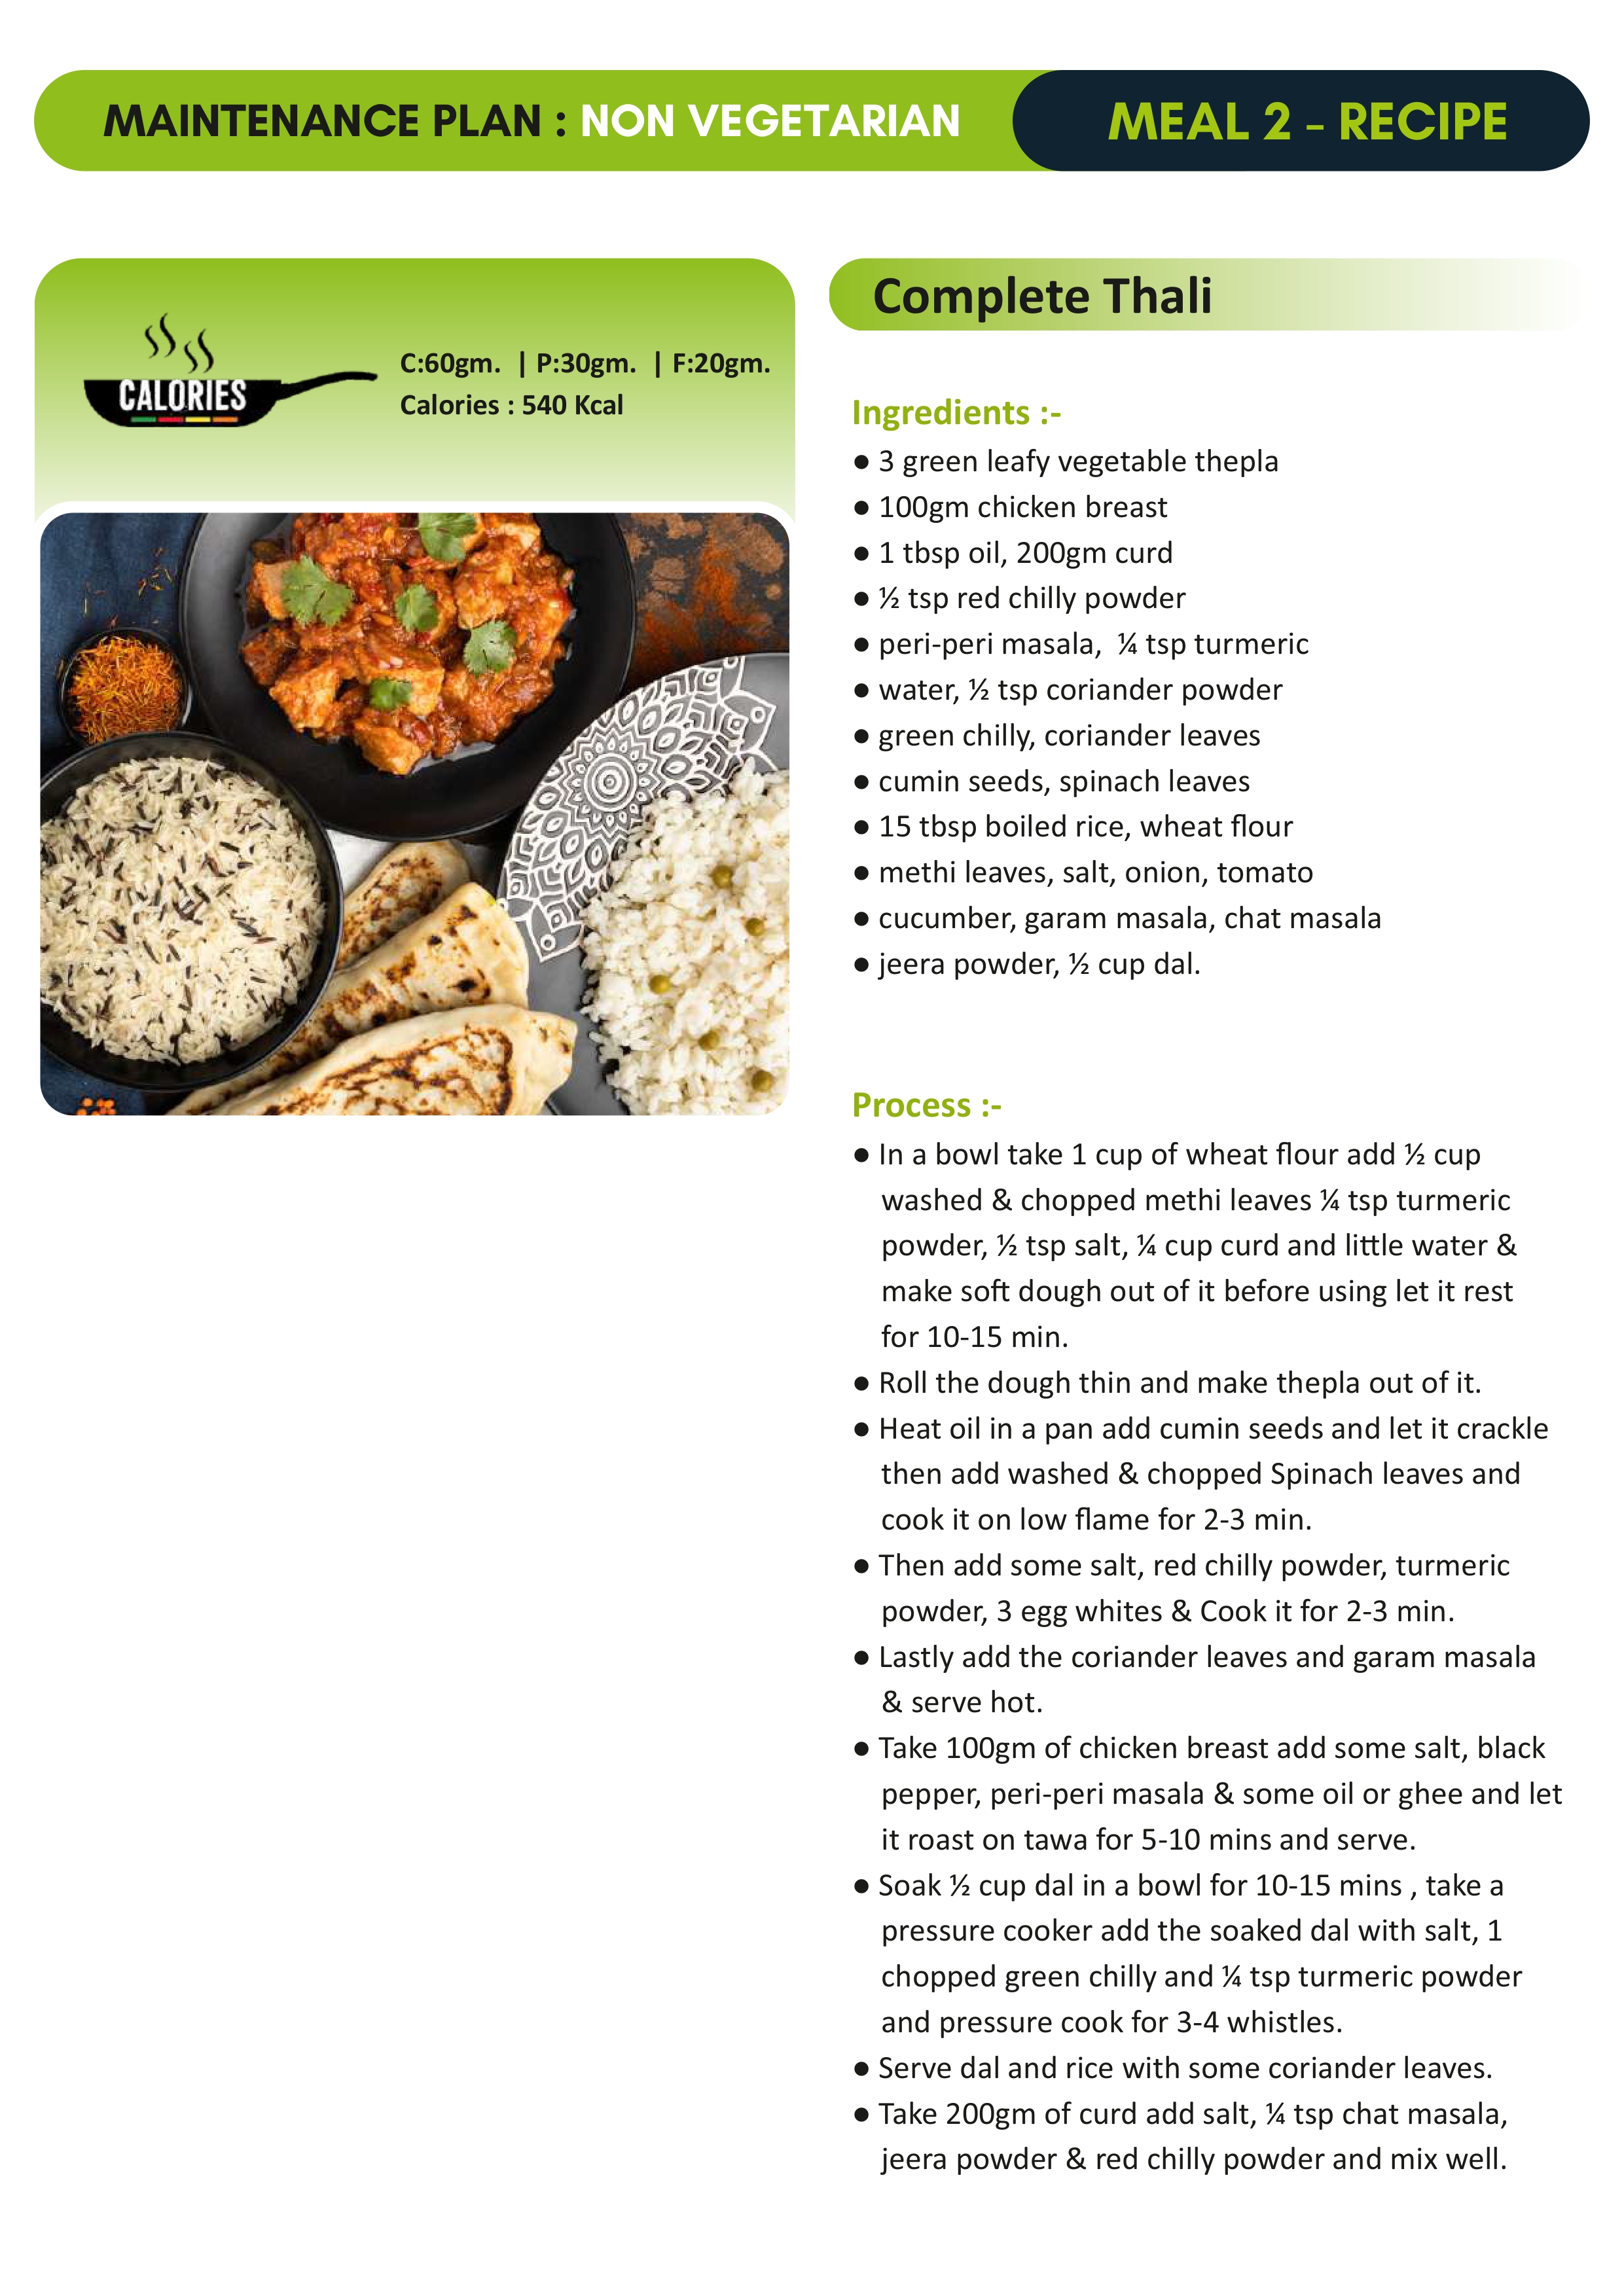 MAINTENANCE PLAN : NON VEGETARIAN
MEAL 2 - RECIPE
CALORIES
C:60gm. | P:30gm. | F:20gm.
Calories : 540 Kcal
Complete Thali
Ingredients :-
● 3 green leafy vegetable thepla
● 100gm chicken breast
● 1 tbsp oil, 200gm curd
● ½ tsp red chilly powder
● peri-peri masala, ¼ tsp turmeric
● water, ½ tsp coriander powder
● green chilly, coriander leaves
● cumin seeds, spinach leaves
● 15 tbsp boiled rice, wheat flour
● methi leaves, salt, onion, tomato
● cucumber, garam masala, chat masala
● jeera powder, ½ cup dal.
Process :-
● In a bowl take 1 cup of wheat flour add ½ cup
washed & chopped methi leaves ¼ tsp turmeric
powder, ½ tsp salt, ¼ cup curd and little water &
make soft dough out of it before using let it rest
for 10-15 min.
● Roll the dough thin and make thepla out of it.
● Heat oil in a pan add cumin seeds and let it crackle
then add washed & chopped Spinach leaves and
cook it on low flame for 2-3 min.
● Then add some salt, red chilly powder, turmeric
powder, 3 egg whites & Cook it for 2-3 min.
● Lastly add the coriander leaves and garam masala
& serve hot.
● Take 100gm of chicken breast add some salt, black
pepper, peri-peri masala & some oil or ghee and let
it roast on tawa for 5-10 mins and serve.
● Soak ½ cup dal in a bowl for 10-15 mins , take a
pressure cooker add the soaked dal with salt, 1
chopped green chilly and ¼ tsp turmeric powder
and pressure cook for 3-4 whistles.
● Serve dal and rice with some coriander leaves.
● Take 200gm of curd add salt, ¼ tsp chat masala,
jeera powder & red chilly powder and mix well.